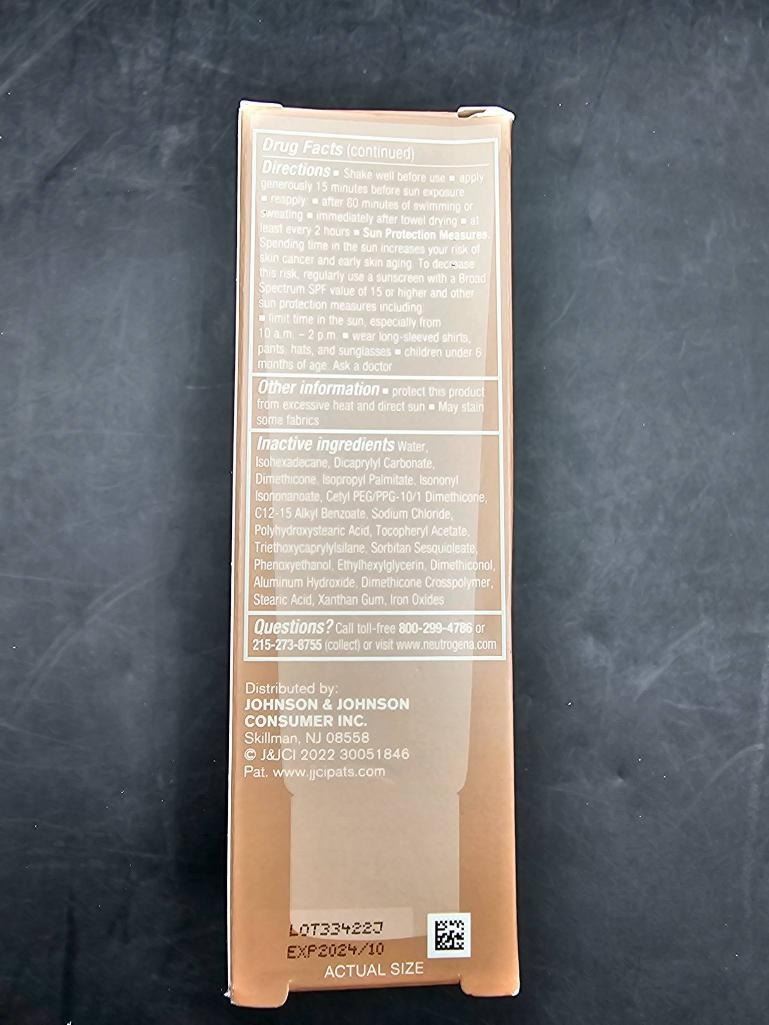 Drug Facts (continued)
Directions ■ Shake well before use ■ apply
generously 15 minutes before sun exposure
■ reapply: ■ after 80 minutes of swimming or
sweating ■ immediately after towel drying ■ at
least every 2 hours ■ Sun Protection Measures.
Spending time in the sun increases your risk of
skin cancer and early skin aging. To decrease
this risk, regularly use a sunscreen with a Broad
Spectrum SPF value of 15 or higher and other
sun protection measures including:
■ limit time in the sun, especially from
10 a.m. – 2 p.m. ■ wear long-sleeved shirts,
pants, hats, and sunglasses ■ children under 6
months of age: Ask a doctor
Other information ■ protect this product
from excessive heat and direct sun ■ May stain
some fabrics
Inactive ingredients Water,
Isohexadecane, Dicaprylyl Carbonate,
Dimethicone, Isopropyl Palmitate, Isononyl
Isononanoate, Cetyl PEG/PPG-10/1 Dimethicone,
C12-15 Alkyl Benzoate, Sodium Chloride,
Polyhydroxystearic Acid, Tocopheryl Acetate,
Triethoxycaprylylsilane, Sorbitan Sesquioleate,
Phenoxyethanol, Ethylhexylglycerin, Dimethiconol,
Aluminum Hydroxide, Dimethicone Crosspolymer,
Stearic Acid, Xanthan Gum, Iron Oxides
Questions? Call toll-free 800-299-4786 or
215-273-8755 (collect) or visit www.neutrogena.com
Distributed by:
JOHNSON & JOHNSON
CONSUMER INC.
Skillman, NJ 08558
© J&JCI 2022 30051846
Pat. www.jjcipats.com
LOT33422J
EXP2024/10
ACTUAL SIZE